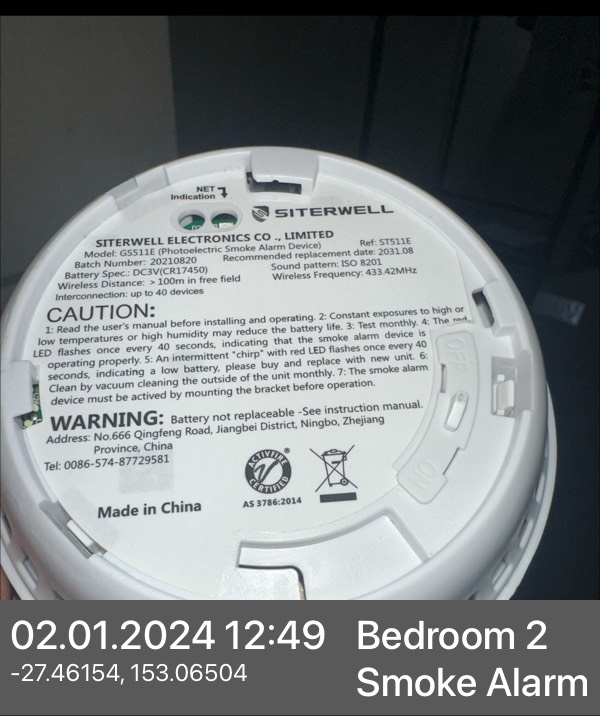 NET
Indication
SITERWELL
SITERWELL ELECTRONICS CO ., LIMITED
Model: GS511E (Photoelectric Smoke Alarm Device) Ref: ST511E
Batch Number: 20210820 Recommended replacement date: 2031.08
Battery Spec.: DC3V(CR17450) Sound pattern: ISO 8201
Wireless Distance: > 100m in free field Wireless Frequency: 433.42MHz
Interconnection: up to 40 devices
CAUTION:
1: Read the user's manual before installing and operating. 2: Constant exposures to high or
low temperatures or high humidity may reduce the battery life. 3: Test monthly. 4: The red
LED flashes once every 40 seconds, indicating that the smoke alarm device is
operating properly. 5: An intermittent "chirp" with red LED flashes once every 40
seconds, indicating a low battery, please buy and replace with new unit. 6:
Clean by vacuum cleaning the outside of the unit monthly. 7: The smoke alarm
device must be actived by mounting the bracket before operation.
OFF
ON
WARNING: Battery not replaceable -See instruction manual.
Address: No.666 Qingfeng Road, Jiangbei District, Ningbo, Zhejiang
Province, China
Tel: 0086-574-87729581
ACTIVFIRE
CERTIFIED
AS 3786:2014
Made in China
02.01.2024 12:49
-27.46154, 153.06504
Bedroom 2
Smoke Alarm